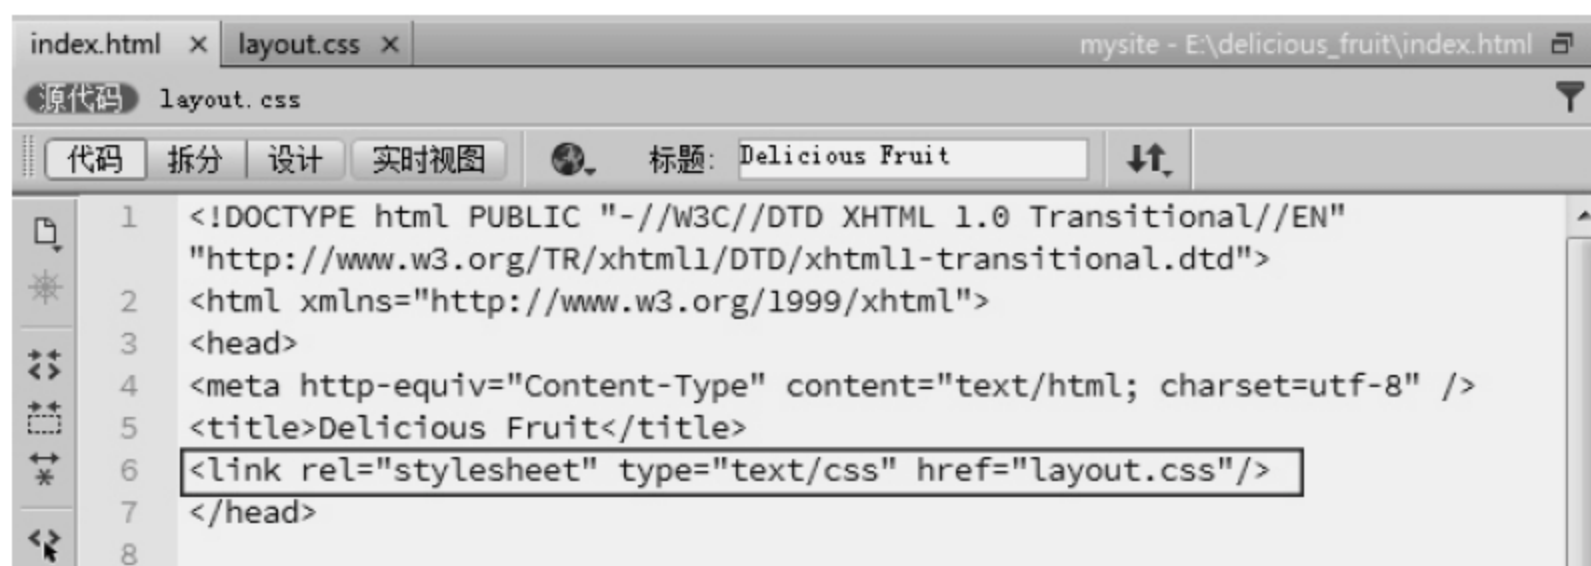 index.html × layout.css × mysite - E:\delicious_fruit\index.html
源代码 layout.css
代码 拆分 设计 实时视图 标题: Delicious Fruit
1 <!DOCTYPE html PUBLIC "-//W3C//DTD XHTML 1.0 Transitional//EN"
"http://www.w3.org/TR/xhtml1/DTD/xhtml1-transitional.dtd">
2 <html xmlns="http://www.w3.org/1999/xhtml">
3 <head>
4 <meta http-equiv="Content-Type" content="text/html; charset=utf-8" />
5 <title>Delicious Fruit</title>
6 <link rel="stylesheet" type="text/css" href="layout.css"/>
7 </head>
8